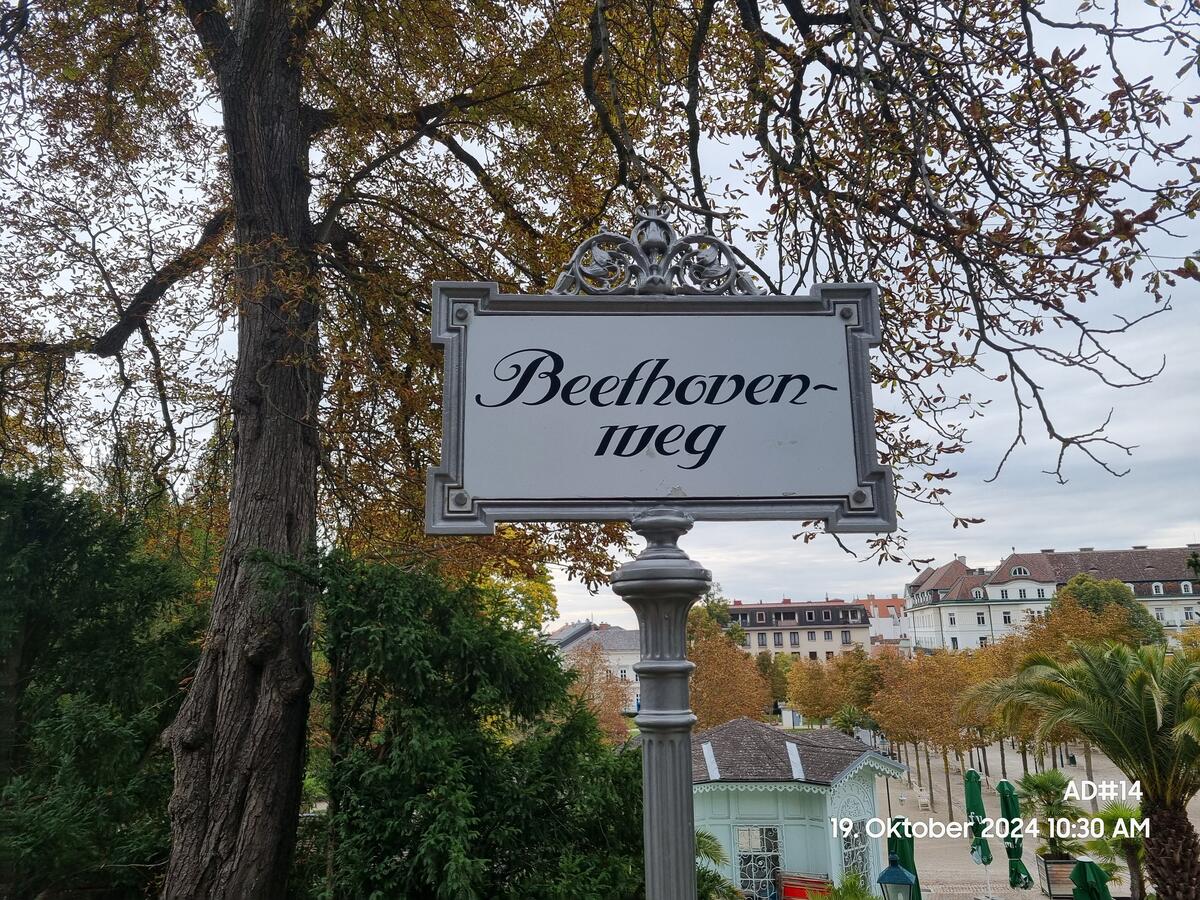 Beethoven-
weg
AD#14
19. Oktober 2024 10:30 AM